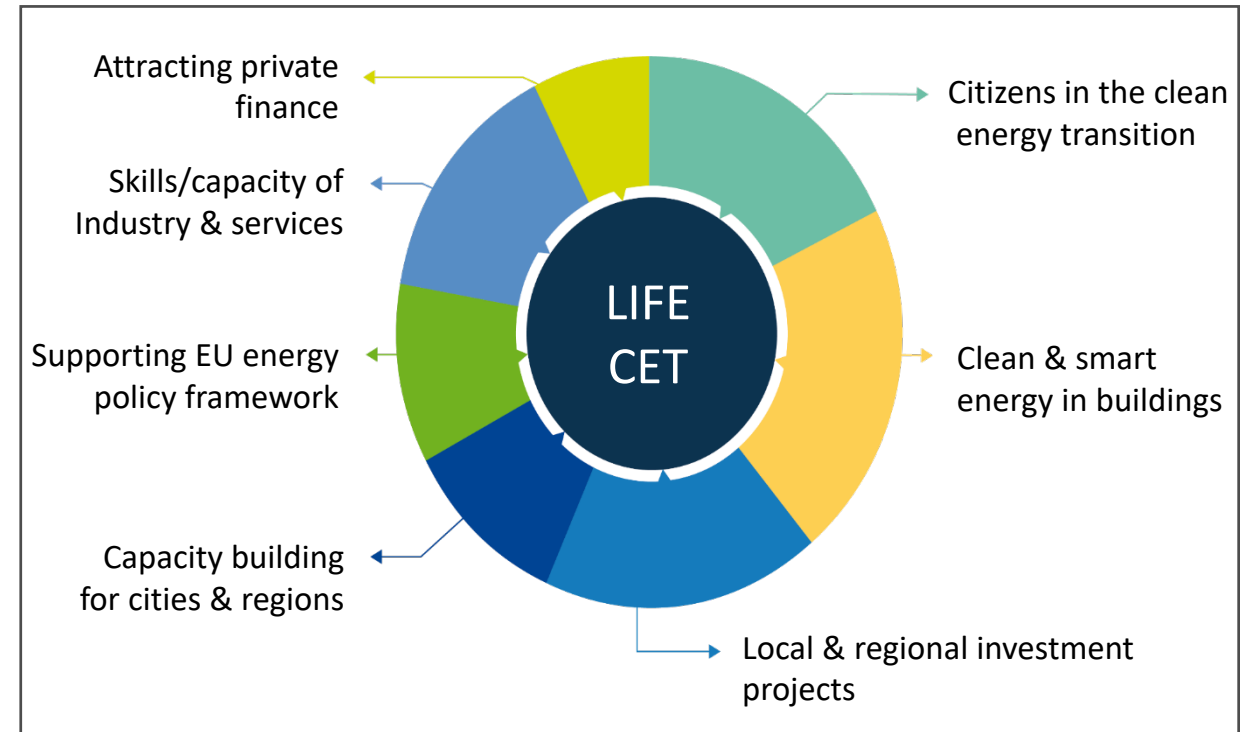 Attracting private
finance
Skills/capacity of
Industry & services
Supporting EU energy
policy framework
Capacity building
for cities & regions
LIFE
CET
Citizens in the clean
energy transition
Clean & smart
energy in buildings
Local & regional investment
projects